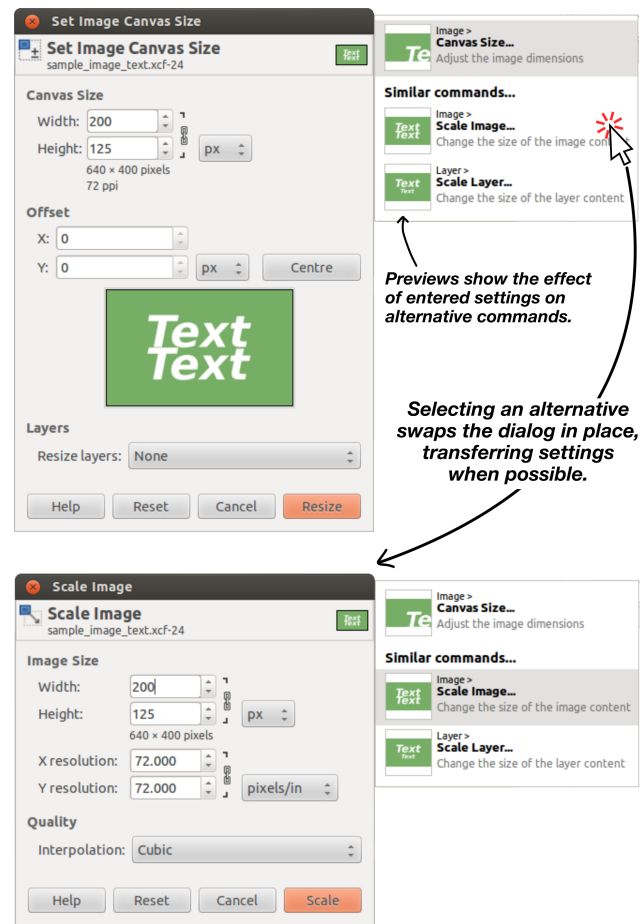 Set Image Canvas Size
Set Image Canvas Size
sample_image_text.xcf-24
Text
Text
Canvas Size
Width: 200
Height: 125 px
640 × 400 pixels
72 ppi
Offset
X: 0
Y: 0 px Centre
Text
Text
Layers
Resize layers: None
Help Reset Cancel Resize
Te
Image >
Canvas Size...
Adjust the image dimensions
Similar commands...
Text
Text
Image >
Scale Image...
Change the size of the image content
Text
Text
Layer >
Scale Layer...
Change the size of the layer content
Previews show the effect
of entered settings on
alternative commands.
Selecting an alternative
swaps the dialog in place,
transferring settings
when possible.
Scale Image
Scale Image
sample_image_text.xcf-24
Text
Text
Image Size
Width: 200
Height: 125 px
640 × 400 pixels
X resolution: 72.000
Y resolution: 72.000 pixels/in
Quality
Interpolation: Cubic
Help Reset Cancel Scale
Te
Image >
Canvas Size...
Adjust the image dimensions
Similar commands...
Text
Text
Image >
Scale Image...
Change the size of the image content
Text
Text
Layer >
Scale Layer...
Change the size of the layer content